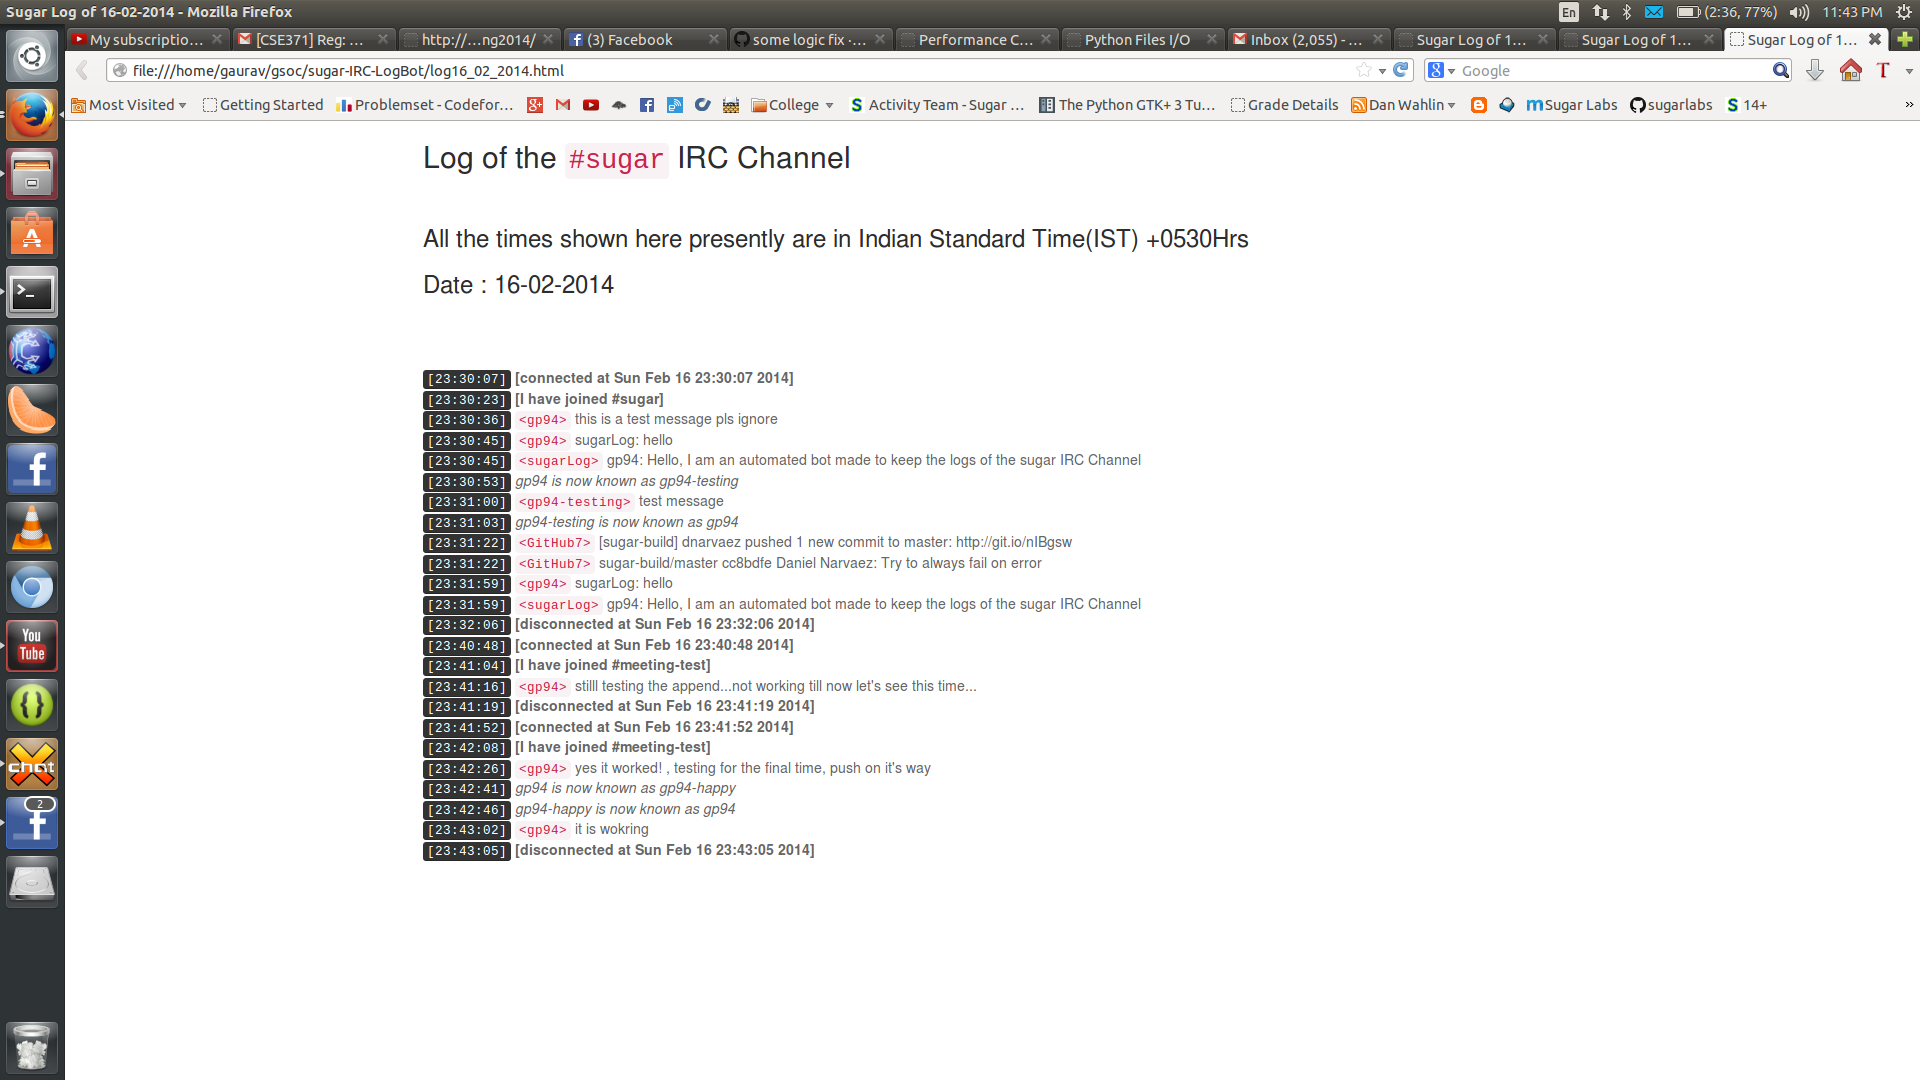 Sugar Log of 16-02-2014 - Mozilla Firefox
En (2:36, 77%) 11:43 PM
My subscriptio... [CSE371] Reg: ... http://...ng2014/ (3) Facebook some logic fix ·... Performance C... Python Files I/O Inbox (2,055) - ... Sugar Log of 1... Sugar Log of 1... Sugar Log of 1...
file:///home/gaurav/gsoc/sugar-IRC-LogBot/log16_02_2014.html Google
Most Visited Getting Started Problemset - Codefor... College Activity Team - Sugar ... The Python GTK+ 3 Tu... Grade Details Dan Wahlin Sugar Labs sugarlabs 14+ »
Log of the #sugar IRC Channel
All the times shown here presently are in Indian Standard Time(IST) +0530Hrs
Date : 16-02-2014
[23:30:07] [connected at Sun Feb 16 23:30:07 2014]
[23:30:23] [I have joined #sugar]
[23:30:36] <gp94> this is a test message pls ignore
[23:30:45] <gp94> sugarLog: hello
[23:30:45] <sugarLog> gp94: Hello, I am an automated bot made to keep the logs of the sugar IRC Channel
[23:30:53] gp94 is now known as gp94-testing
[23:31:00] <gp94-testing> test message
[23:31:03] gp94-testing is now known as gp94
[23:31:22] <GitHub7> [sugar-build] dnarvaez pushed 1 new commit to master: http://git.io/nIBgsw
[23:31:22] <GitHub7> sugar-build/master cc8bdfe Daniel Narvaez: Try to always fail on error
[23:31:59] <gp94> sugarLog: hello
[23:31:59] <sugarLog> gp94: Hello, I am an automated bot made to keep the logs of the sugar IRC Channel
[23:32:06] [disconnected at Sun Feb 16 23:32:06 2014]
[23:40:48] [connected at Sun Feb 16 23:40:48 2014]
[23:41:04] [I have joined #meeting-test]
[23:41:16] <gp94> stilll testing the append...not working till now let's see this time...
[23:41:19] [disconnected at Sun Feb 16 23:41:19 2014]
[23:41:52] [connected at Sun Feb 16 23:41:52 2014]
[23:42:08] [I have joined #meeting-test]
[23:42:26] <gp94> yes it worked! , testing for the final time, push on it's way
[23:42:41] gp94 is now known as gp94-happy
[23:42:46] gp94-happy is now known as gp94
[23:43:02] <gp94> it is wokring
[23:43:05] [disconnected at Sun Feb 16 23:43:05 2014]
You
Tube
chat
2